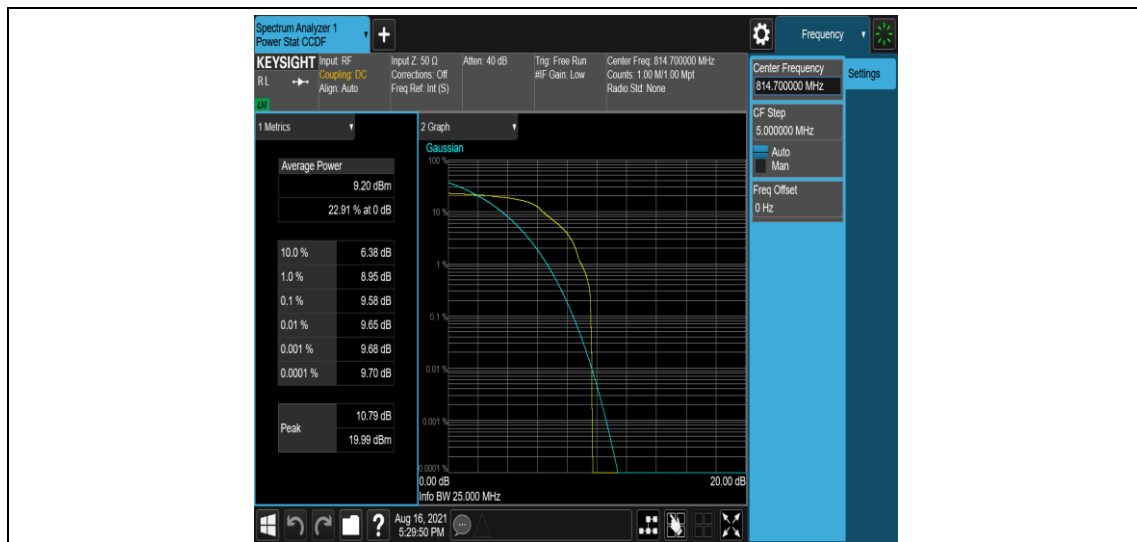 Spectrum Analyzer 1
Power Stat CCDF
Frequency
KEYSIGHT
RL
LXI
Input: RF
Coupling: DC
Align: Auto
Input Z: 50 Ω
Corrections: Off
Freq Ref: Int (S)
Atten: 40 dB
Trig: Free Run
#IF Gain: Low
Center Freq: 814.700000 MHz
Counts: 1.00 M/1.00 Mpt
Radio Std: None
Center Frequency
814.700000 MHz
Settings
CF Step
5.000000 MHz
Auto
Man
Freq Offset
0 Hz
1 Metrics
Average Power
9.20 dBm
22.91 % at 0 dB
10.0 % 6.38 dB
1.0 % 8.95 dB
0.1 % 9.58 dB
0.01 % 9.65 dB
0.001 % 9.68 dB
0.0001 % 9.70 dB
Peak
10.79 dB
19.99 dBm
2 Graph
Gaussian
100 %
10 %
1 %
0.1 %
0.01 %
0.001 %
0.0001 %
0.00 dB 20.00 dB
Info BW 25.000 MHz
?
Aug 16, 2021
5:29:50 PM